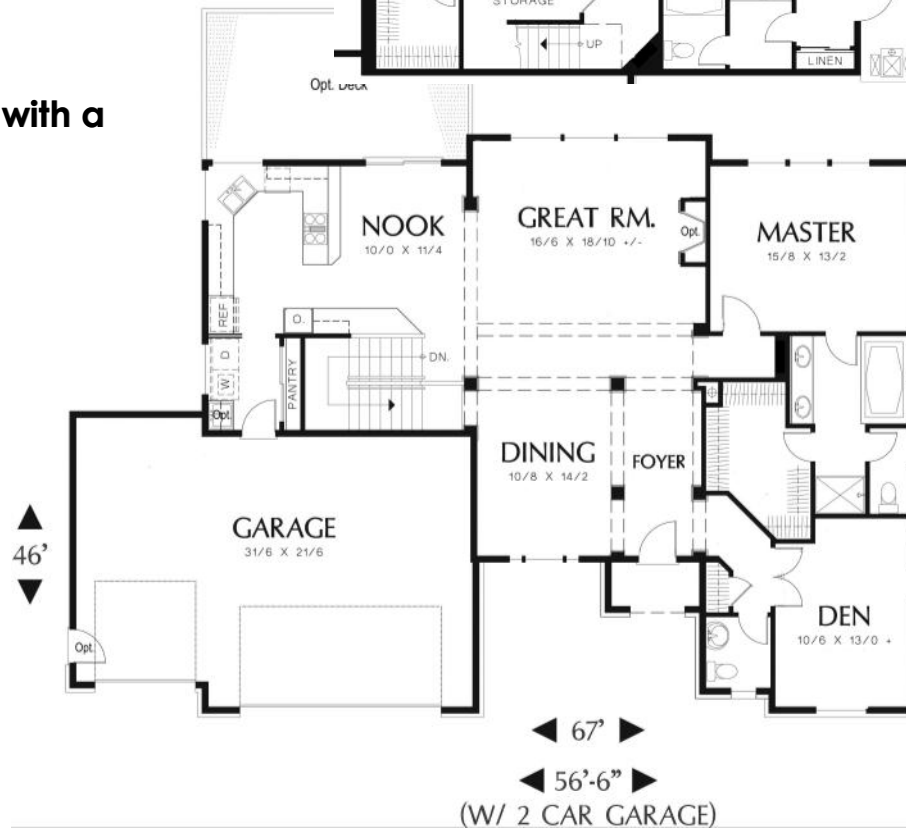 STORAGE
UP
LINEN
Opt. Deck
with a
NOOK
10/0 X 11/4
GREAT RM.
16/6 X 18/10 +/-
Opt.
MASTER
15/8 X 13/2
REF.
O.
D
W
Opt.
PANTRY
DN.
DINING
10/8 X 14/2
FOYER
GARAGE
31/6 X 21/6
46'
Opt.
DEN
10/6 X 13/0 +
67'
56'-6"
(W/ 2 CAR GARAGE)